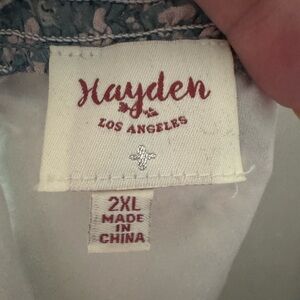 Hayden
LOS ANGELES
2XL
MADE IN
CHINA